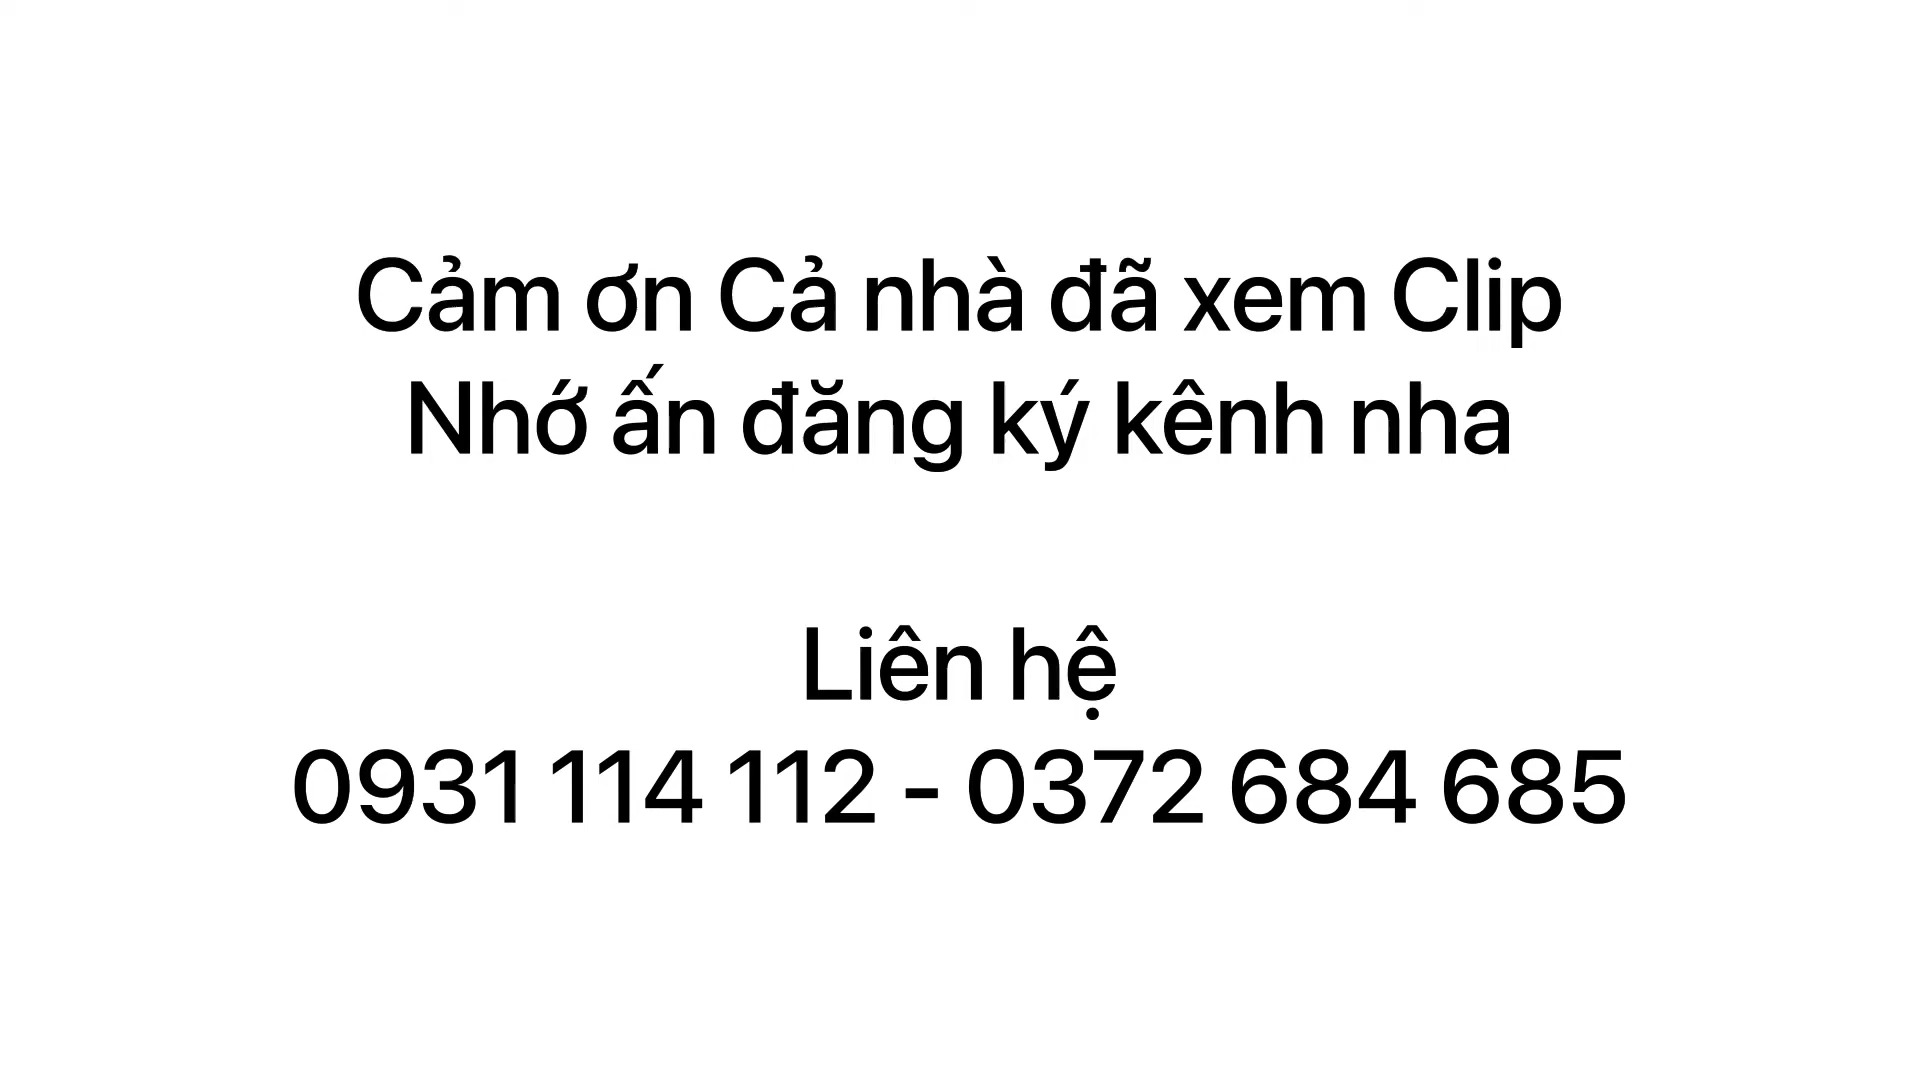 Cảm ơn Cả nhà đã xem Clip
Nhớ ấn đăng ký kênh nha
Liên hệ
0931 114 112 - 0372 684 685